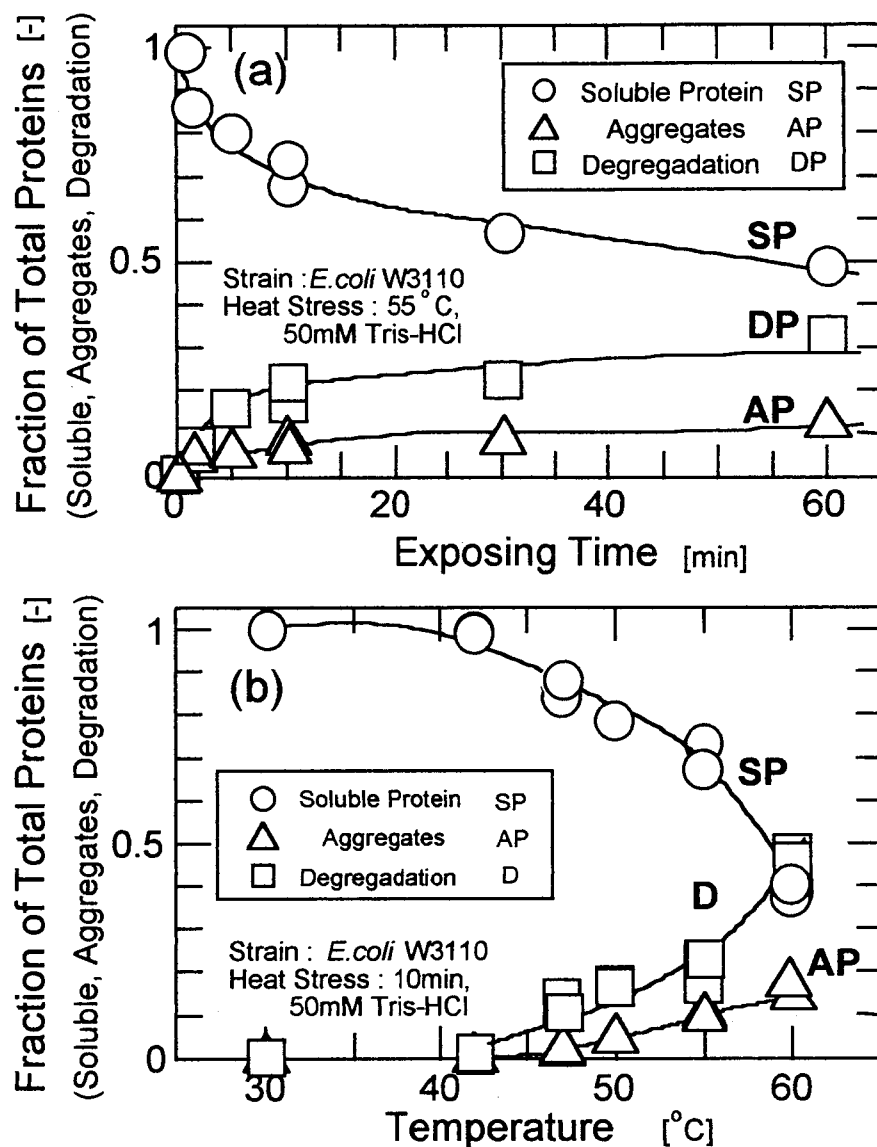 Fraction of Total Proteins [-]
(Soluble, Aggregates, Degradation)
1
0.5
0
(a)
Soluble Protein SP
Aggregates AP
Degregadation DP
Strain : E.coli W3110
Heat Stress : 55°C,
50mM Tris-HCl
SP
DP
AP
0 20 40 60
Exposing Time [min]
Fraction of Total Proteins [-]
(Soluble, Aggregates, Degradation)
1
0.5
0
(b)
Soluble Protein SP
Aggregates AP
Degregadation D
Strain : E.coli W3110
Heat Stress : 10min,
50mM Tris-HCl
SP
D
AP
30 40 50 60
Temperature [°C]